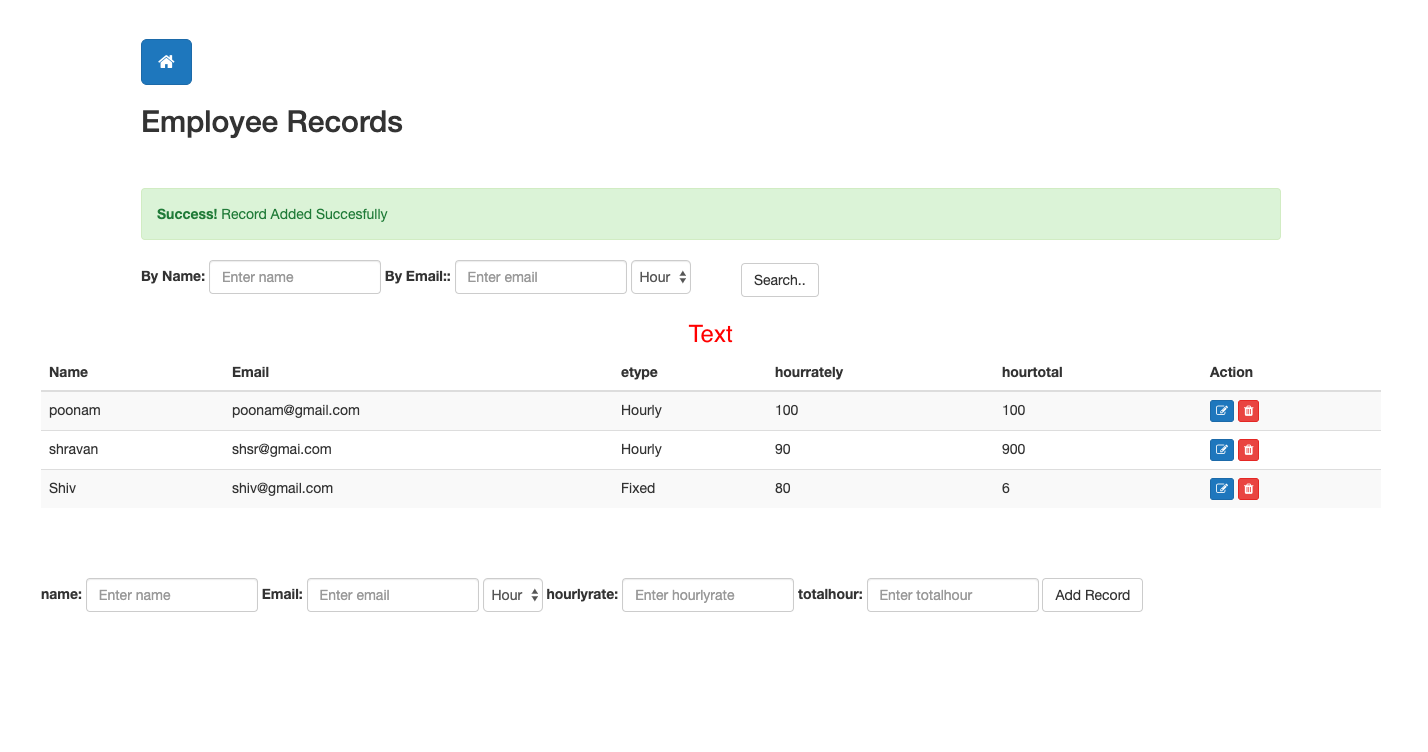 Employee Records
Success! Record Added Succesfully
By Name: Enter name By Email:: Enter email Hour Search..
Text
Name Email etype hourrately hourtotal Action
poonam poonam@gmail.com Hourly 100 100
shravan shsr@gmai.com Hourly 90 900
Shiv shiv@gmail.com Fixed 80 6
name: Enter name Email: Enter email Hour hourlyrate: Enter hourlyrate totalhour: Enter totalhour Add Record